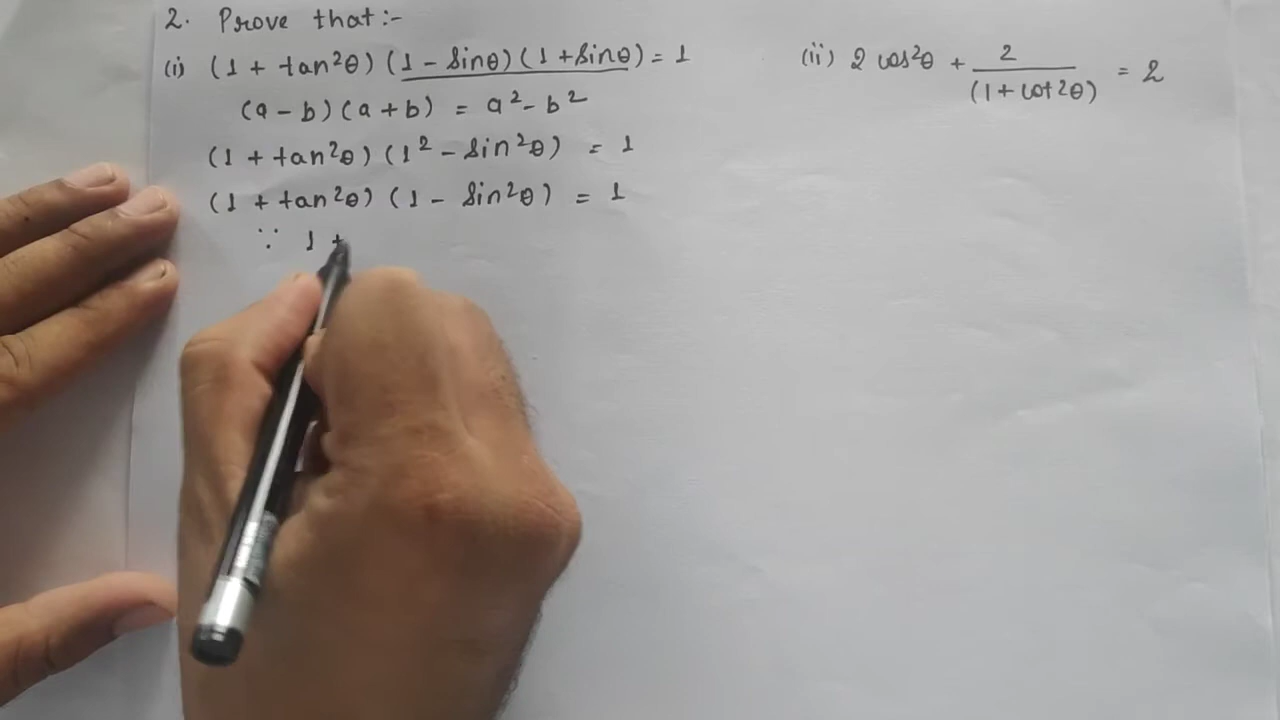 2. Prove that :-
(i) (1 + tan²θ) (1 - sinθ) (1 + sinθ) = 1
(a - b) (a + b) = a² - b²
(1 + tan²θ) (1² - sin²θ) = 1
(1 + tan²θ) (1 - sin²θ) = 1
∵ 1 +
(ii) 2 cos²θ + 2/(1 + cot2θ) = 2